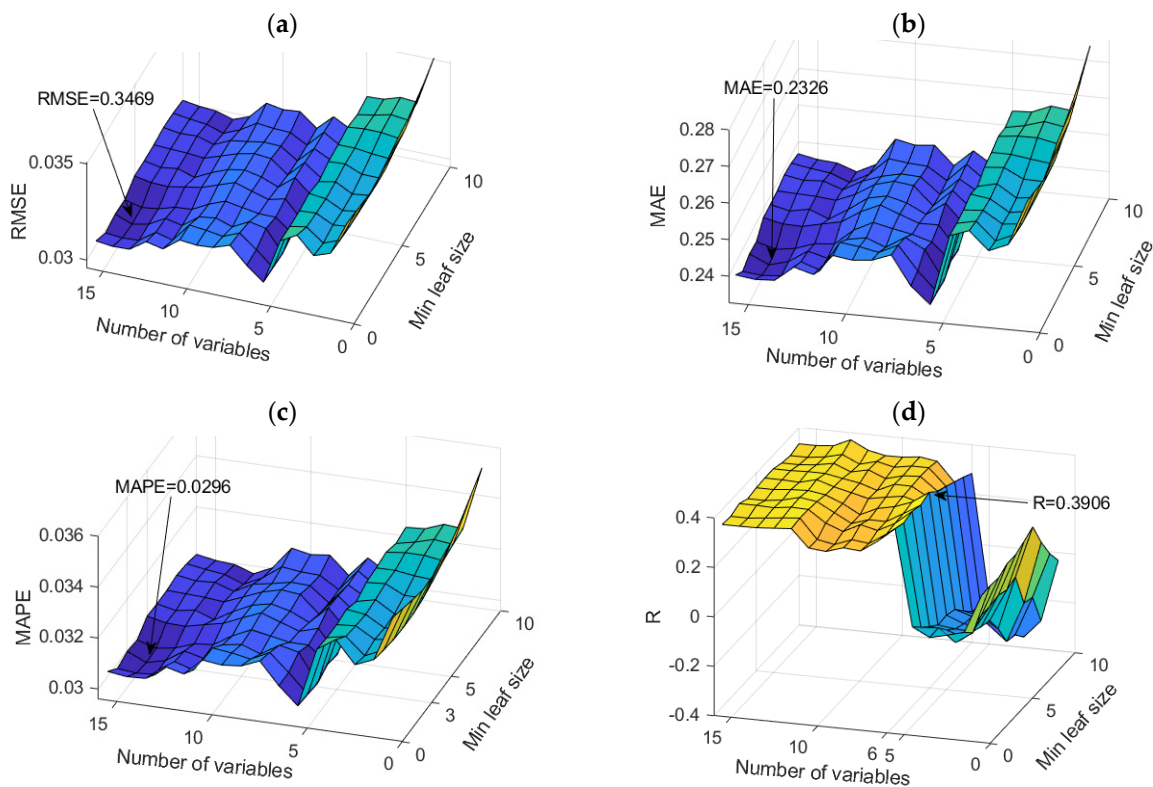 (a)
RMSE=0.3469
0.035
0.03
RMSE
15
10
5
0
Number of variables
0
5
10
Min leaf size
(b)
MAE=0.2326
0.28
0.27
0.26
0.25
0.24
MAE
15
10
5
0
Number of variables
0
5
10
Min leaf size
(c)
MAPE=0.0296
0.036
0.034
0.032
0.03
MAPE
15
10
5
0
Number of variables
0
3
5
10
Min leaf size
(d)
R=0.3906
0.4
0.2
0
-0.2
-0.4
R
15
10
6
5
0
Number of variables
0
5
10
Min leaf size